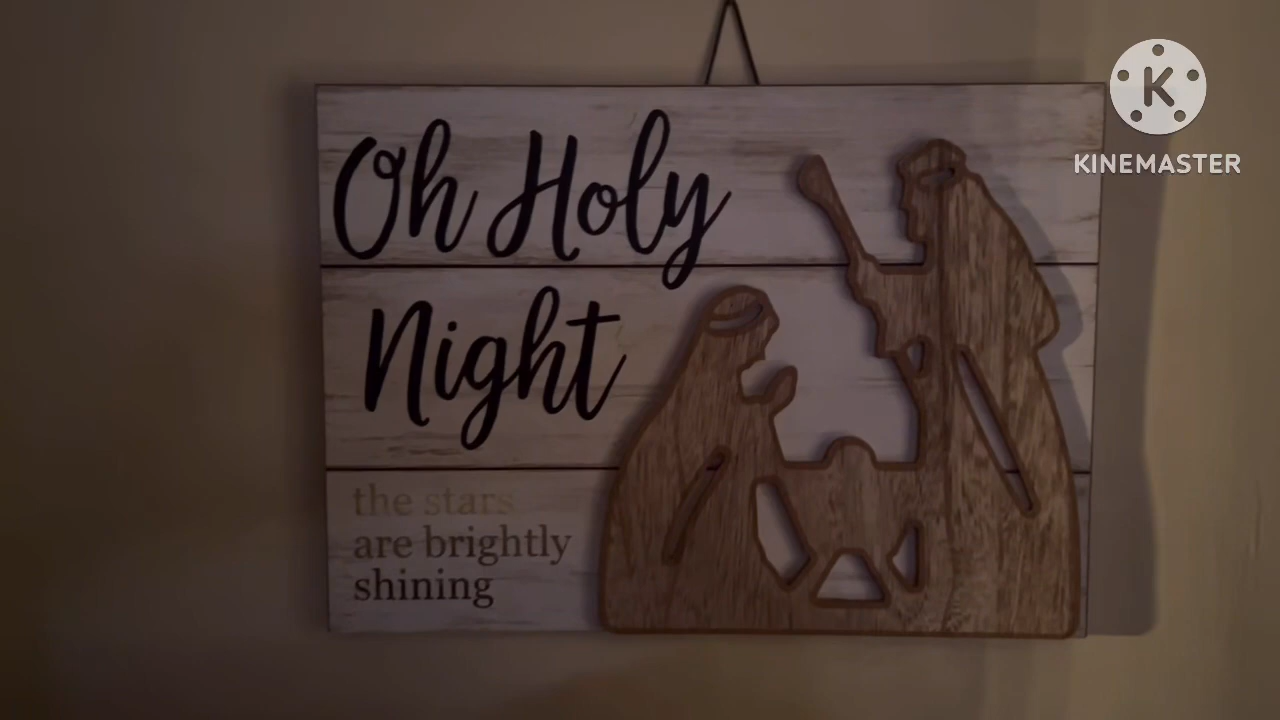 Oh Holy
Night
the stars
are brightly
shining
K
KINEMASTER